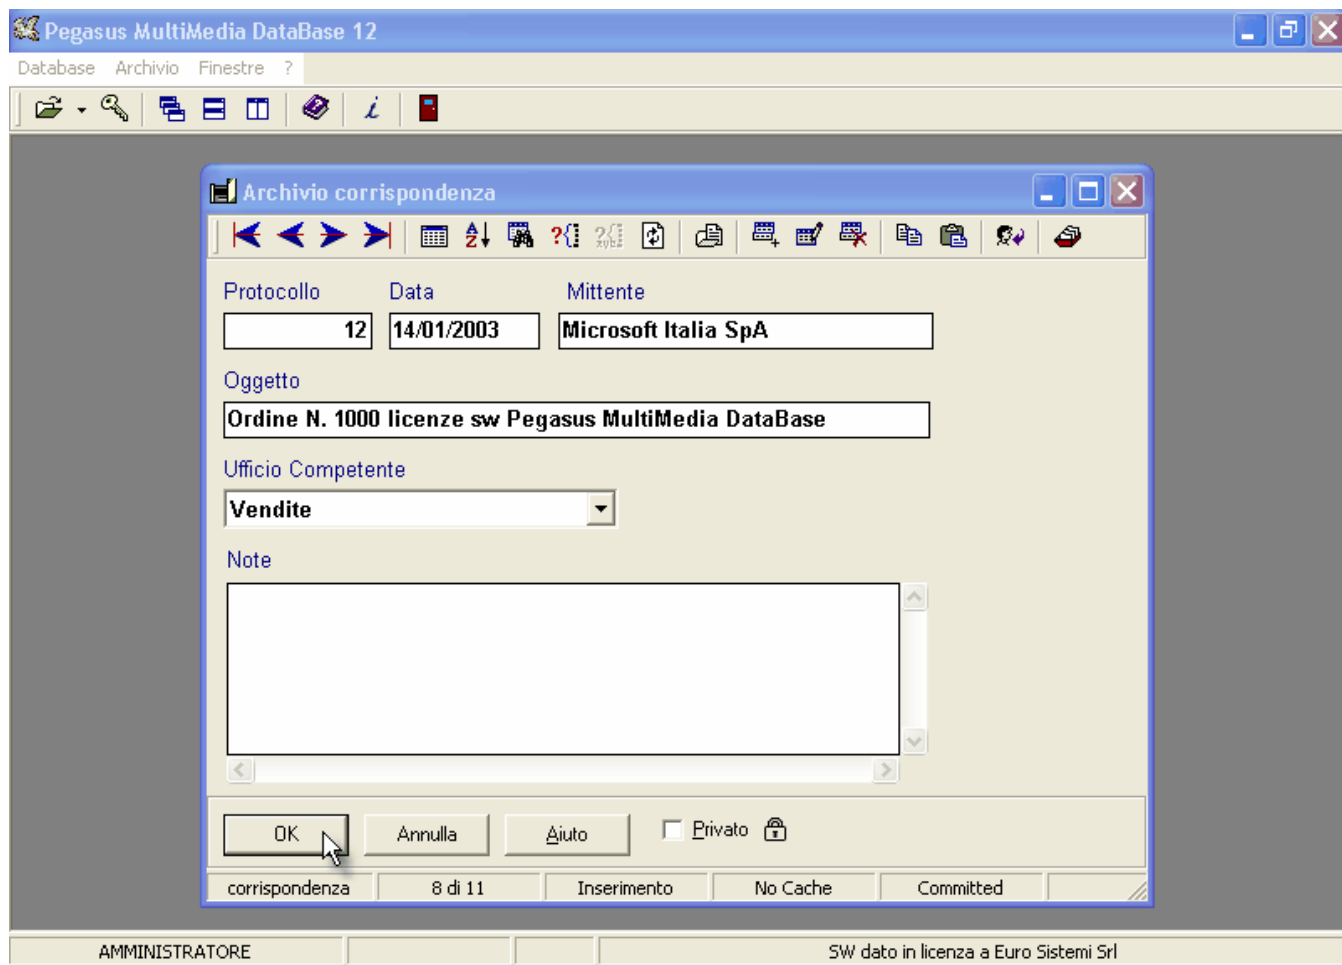 Pegasus MultiMedia DataBase 12
Database Archivio Finestre ?
Archivio corrispondenza
Protocollo Data Mittente
12 14/01/2003 Microsoft Italia SpA
Oggetto
Ordine N. 1000 licenze sw Pegasus MultiMedia DataBase
Ufficio Competente
Vendite
Note
OK Annulla Aiuto Privato
corrispondenza 8 di 11 Inserimento No Cache Committed
AMMINISTRATORE SW dato in licenza a Euro Sistemi Srl